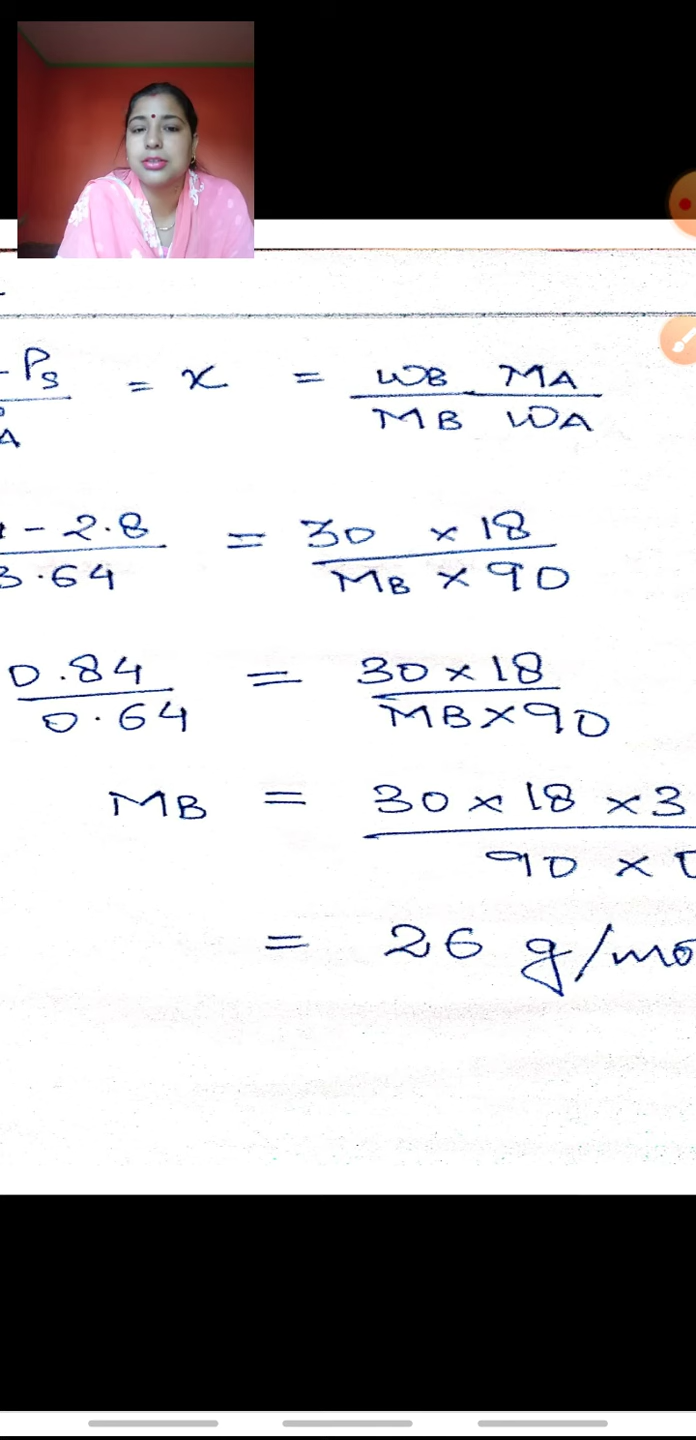 - Ps = x = WB MA
A MB WA
- 2.8 = 30 × 18
3.64 MB × 90
0.84 = 30 × 18
0.64 MB × 90
MB = 30 × 18 × 3
90 ×
= 26 g/mo